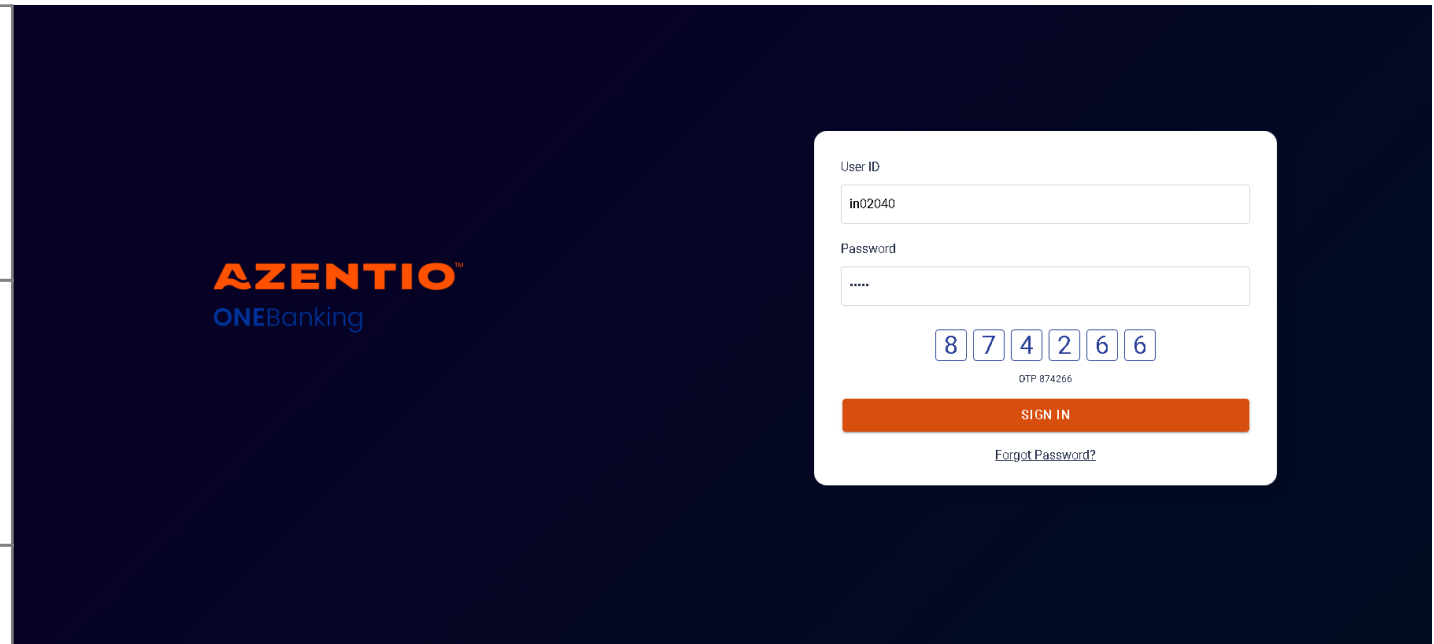 AZENTIO™
ONEBanking
User ID
in02040
Password
•••••
8 7 4 2 6 6
OTP 874266
SIGN IN
Forgot Password?